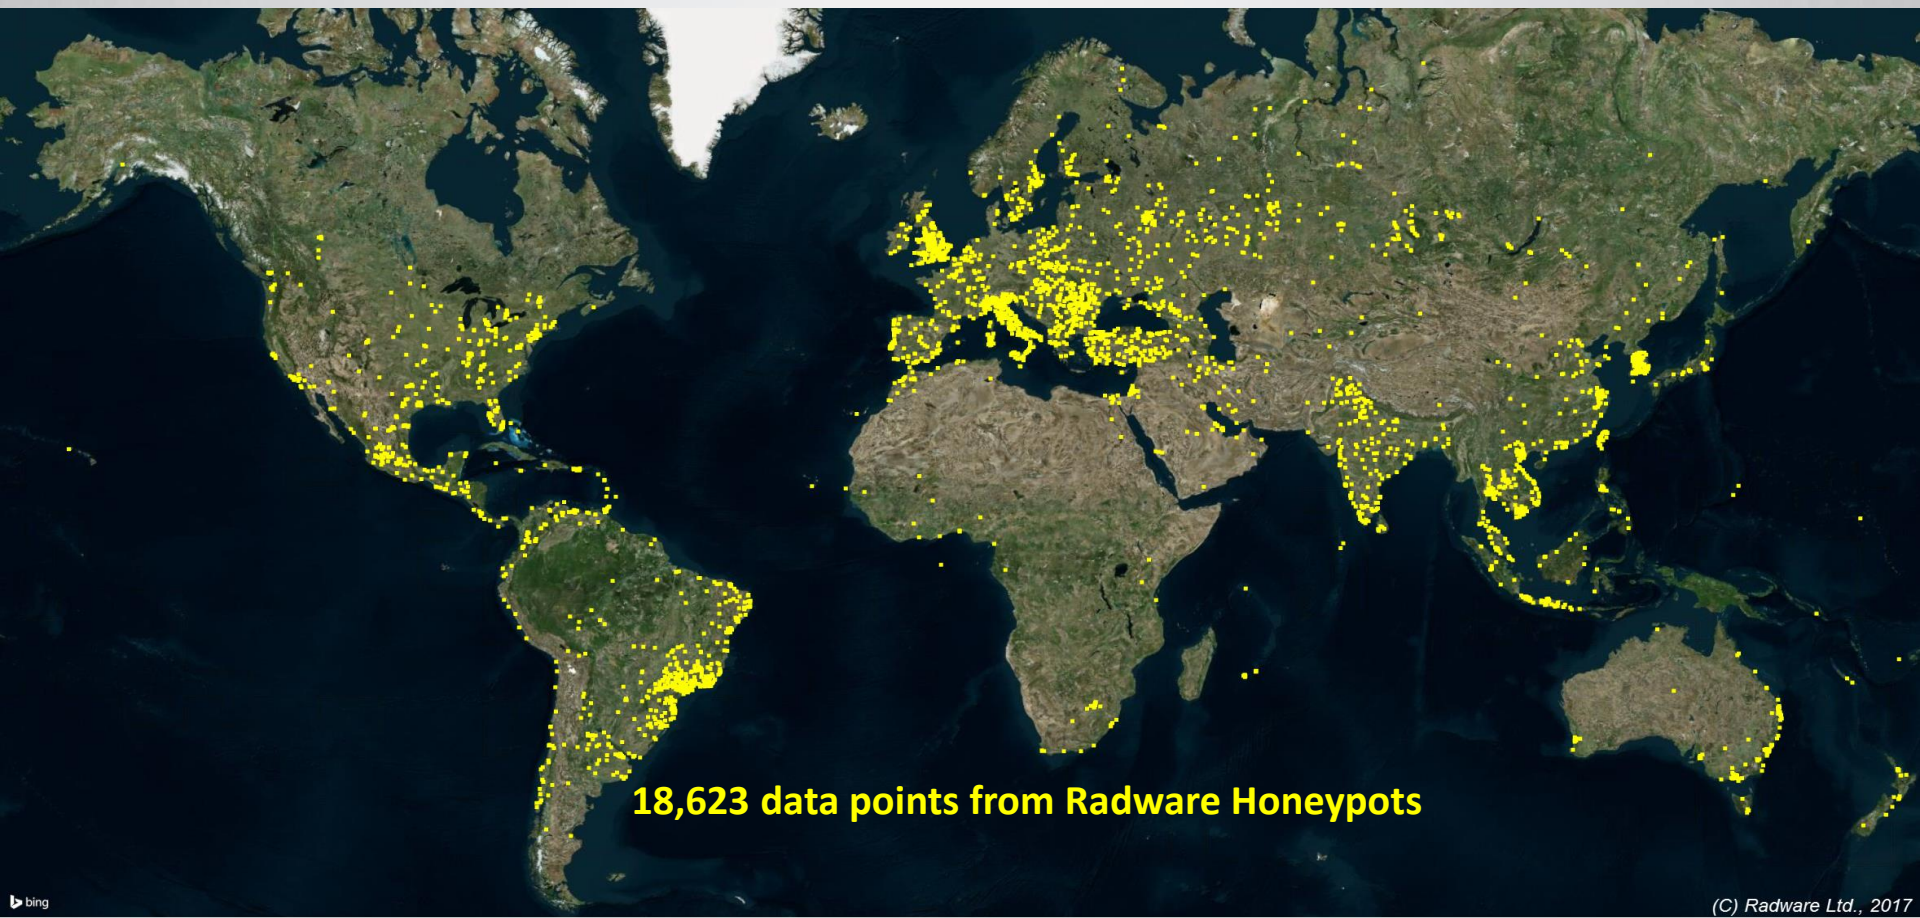 18,623 data points from Radware Honeypots
bing
(C) Radware Ltd., 2017